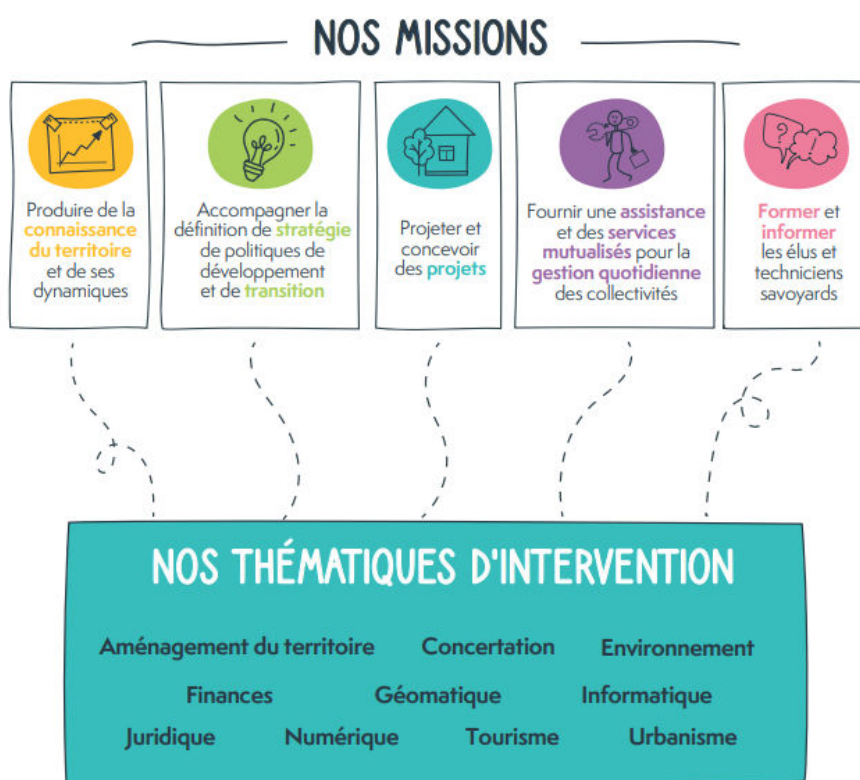 NOS MISSIONS
Produire de la
connaissance
du territoire
et de ses
dynamiques
Accompagner la
définition de stratégie
de politiques de
développement
et de transition
Projeter et
concevoir
des projets
Fournir une assistance
et des services
mutualisés pour la
gestion quotidienne
des collectivités
?
!
Former et
informer
les élus et
techniciens
savoyards
NOS THÉMATIQUES D'INTERVENTION
Aménagement du territoire Concertation Environnement
Finances Géomatique Informatique
Juridique Numérique Tourisme Urbanisme